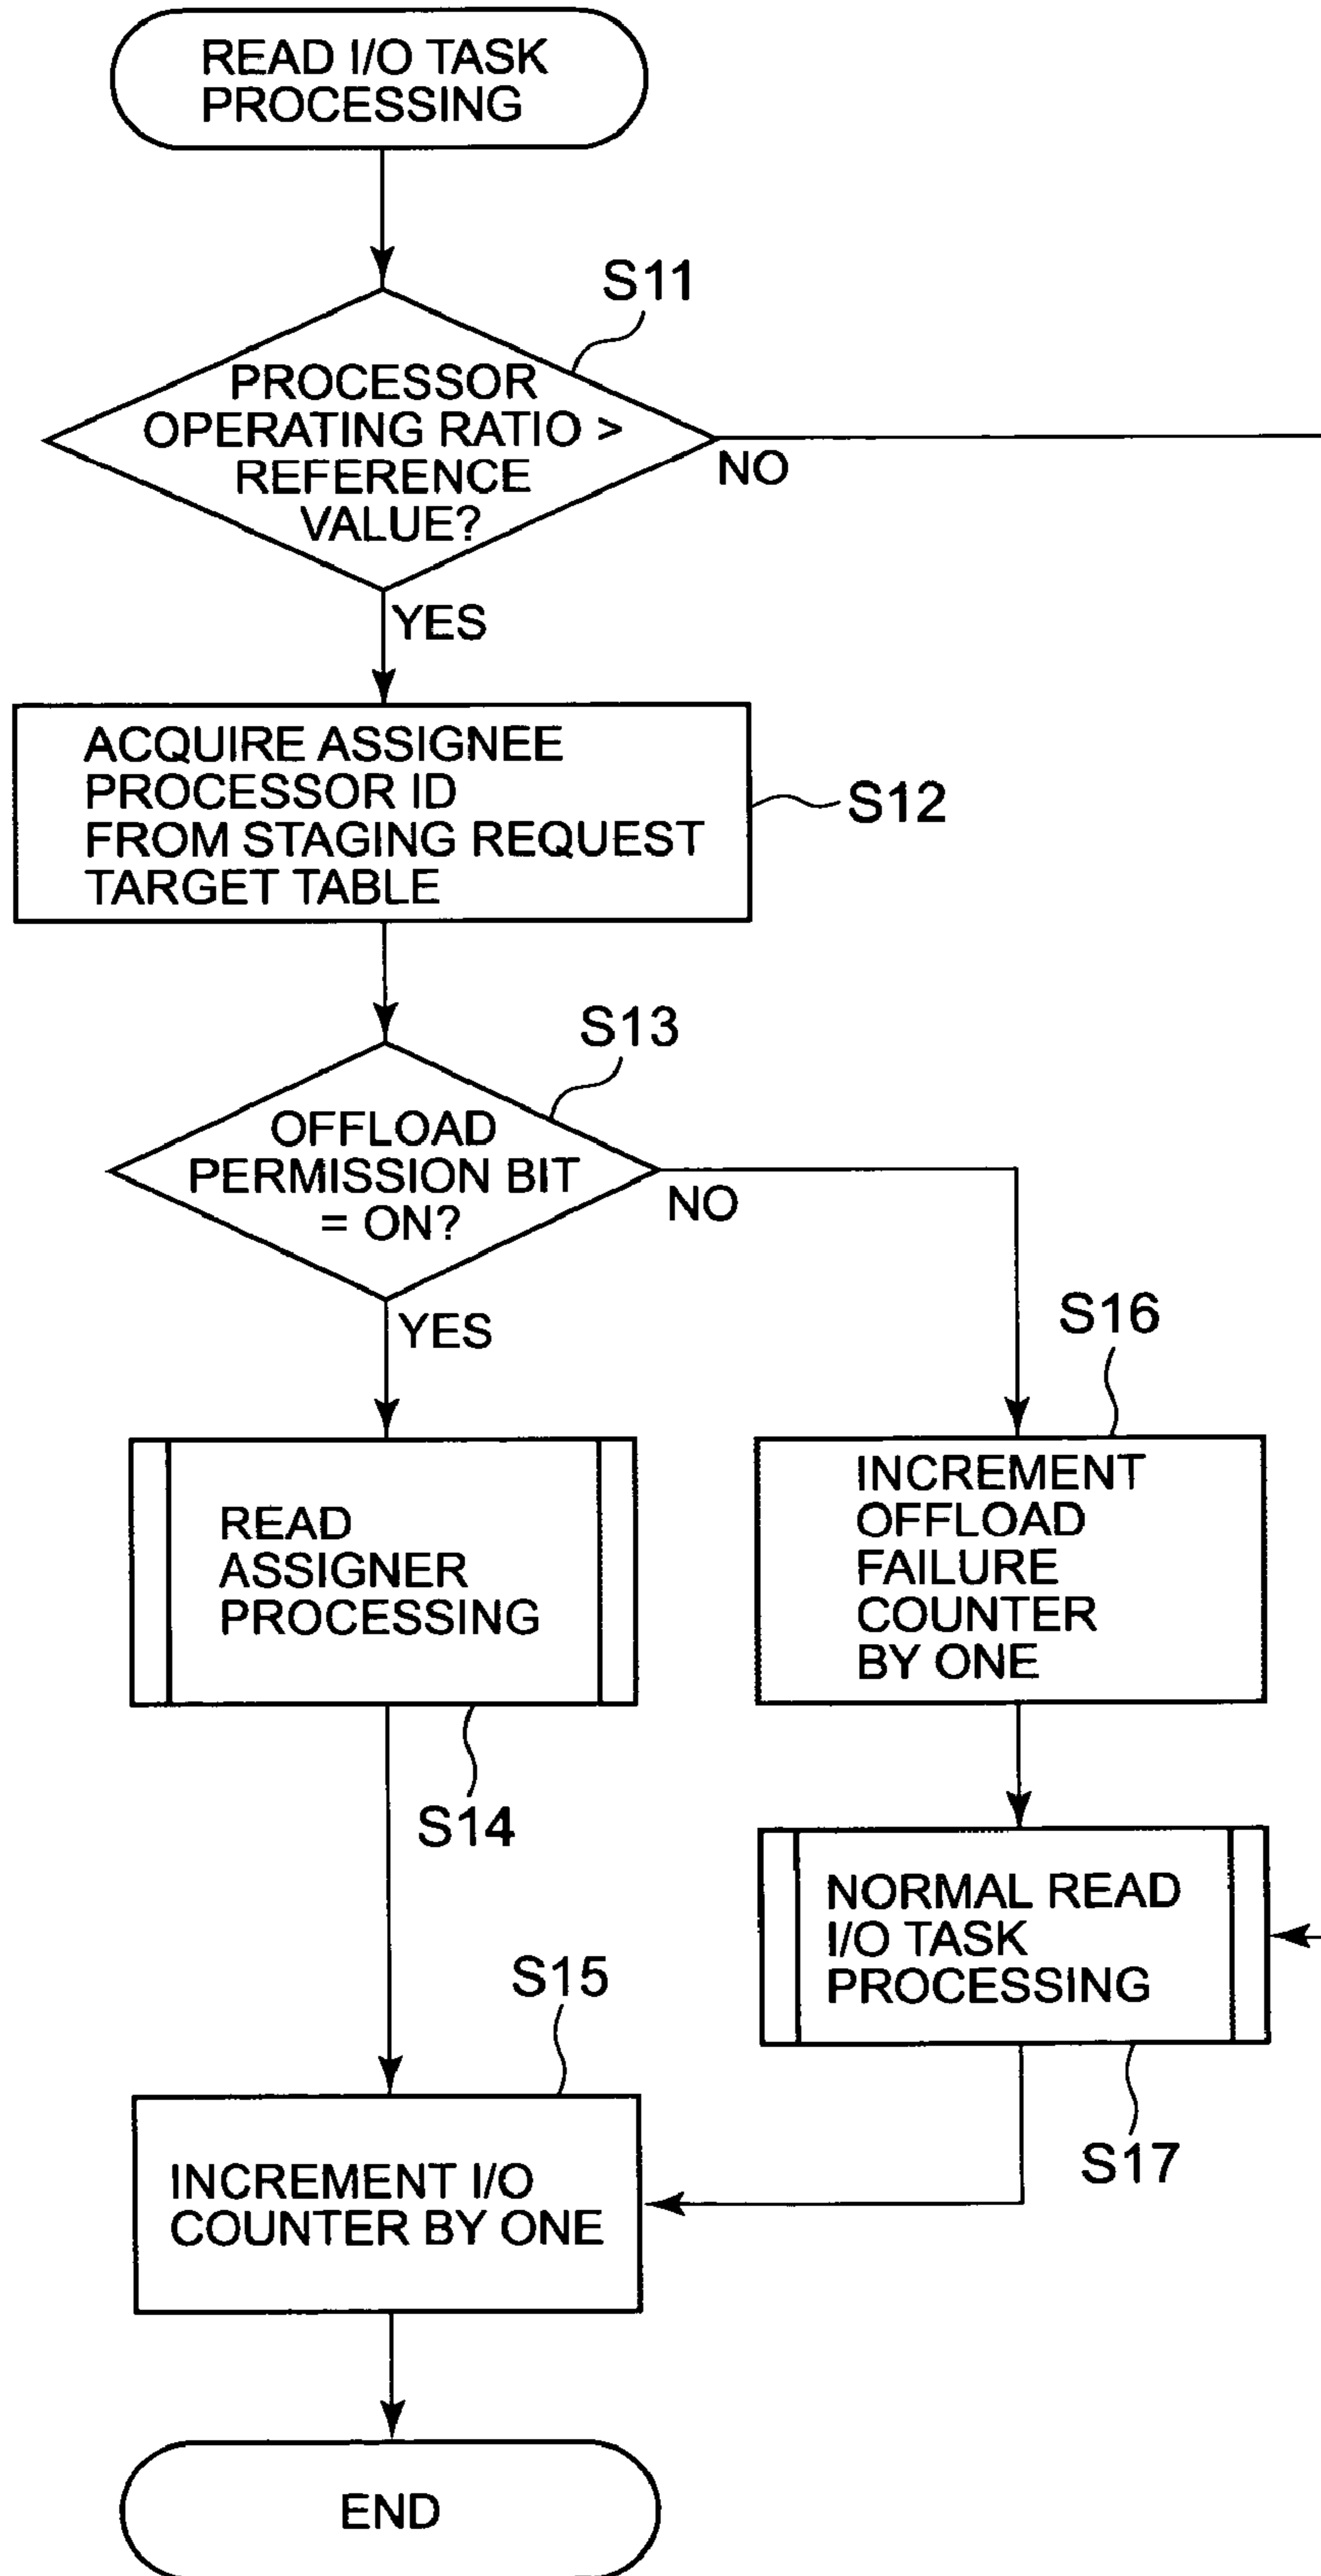 READ I/O TASK
PROCESSING
S11
PROCESSOR
OPERATING RATIO >
REFERENCE
VALUE?
NO
YES
ACQUIRE ASSIGNEE
PROCESSOR ID
FROM STAGING REQUEST
TARGET TABLE
S12
S13
OFFLOAD
PERMISSION BIT
= ON?
NO
YES
S16
READ
ASSIGNER
PROCESSING
S14
INCREMENT
OFFLOAD
FAILURE
COUNTER
BY ONE
NORMAL READ
I/O TASK
PROCESSING
S17
S15
INCREMENT I/O
COUNTER BY ONE
END